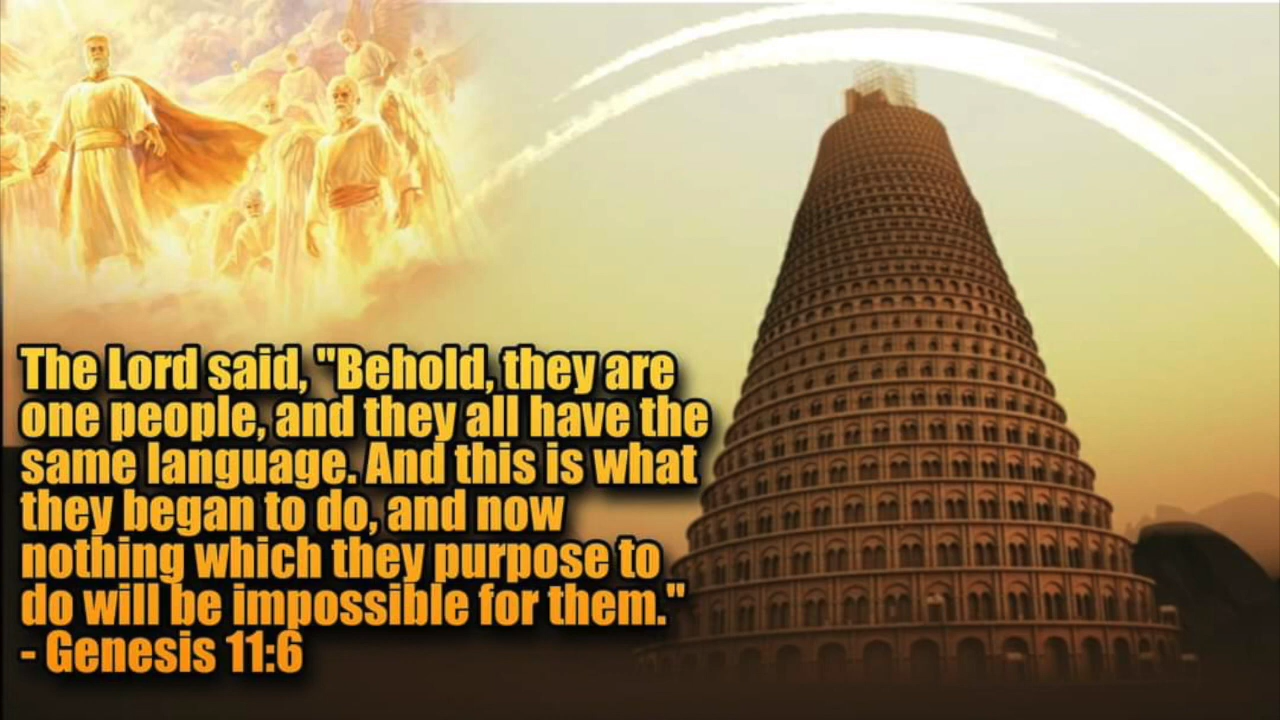 The Lord said, "Behold, they are
one people, and they all have the
same language. And this is what
they began to do, and now
nothing which they purpose to
do will be impossible for them."
- Genesis 11:6